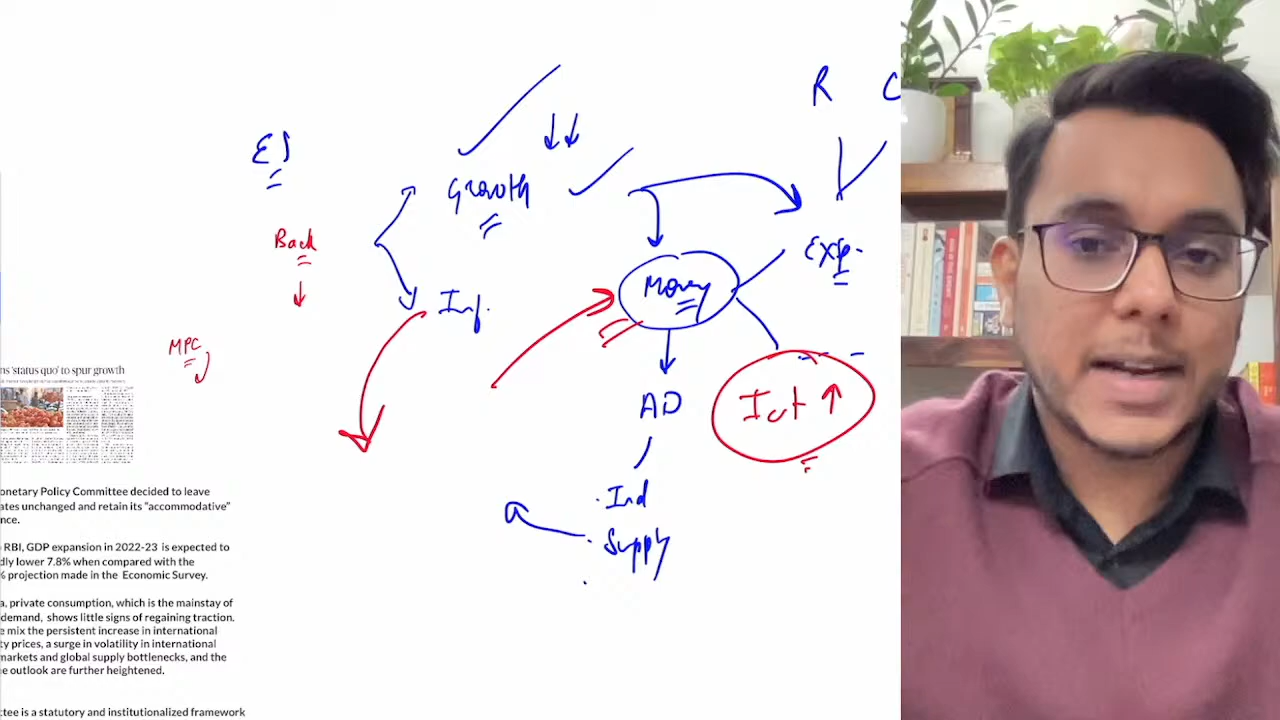 R C
ES
Growth
Back
Exp.
Money
Inf.
MPC
ns 'status quo' to spur growth
AD
Int ↑
Ind
Supply
onetary Policy Committee decided to leave
ates unchanged and retain its "accommodative"
nce.
RBI, GDP expansion in 2022-23 is expected to
dly lower 7.8% when compared with the
% projection made in the Economic Survey.
a, private consumption, which is the mainstay of
demand, shows little signs of regaining traction.
e mix the persistent increase in international
ty prices, a surge in volatility in international
markets and global supply bottlenecks, and the
e outlook are further heightened.
ttee is a statutory and institutionalized framework